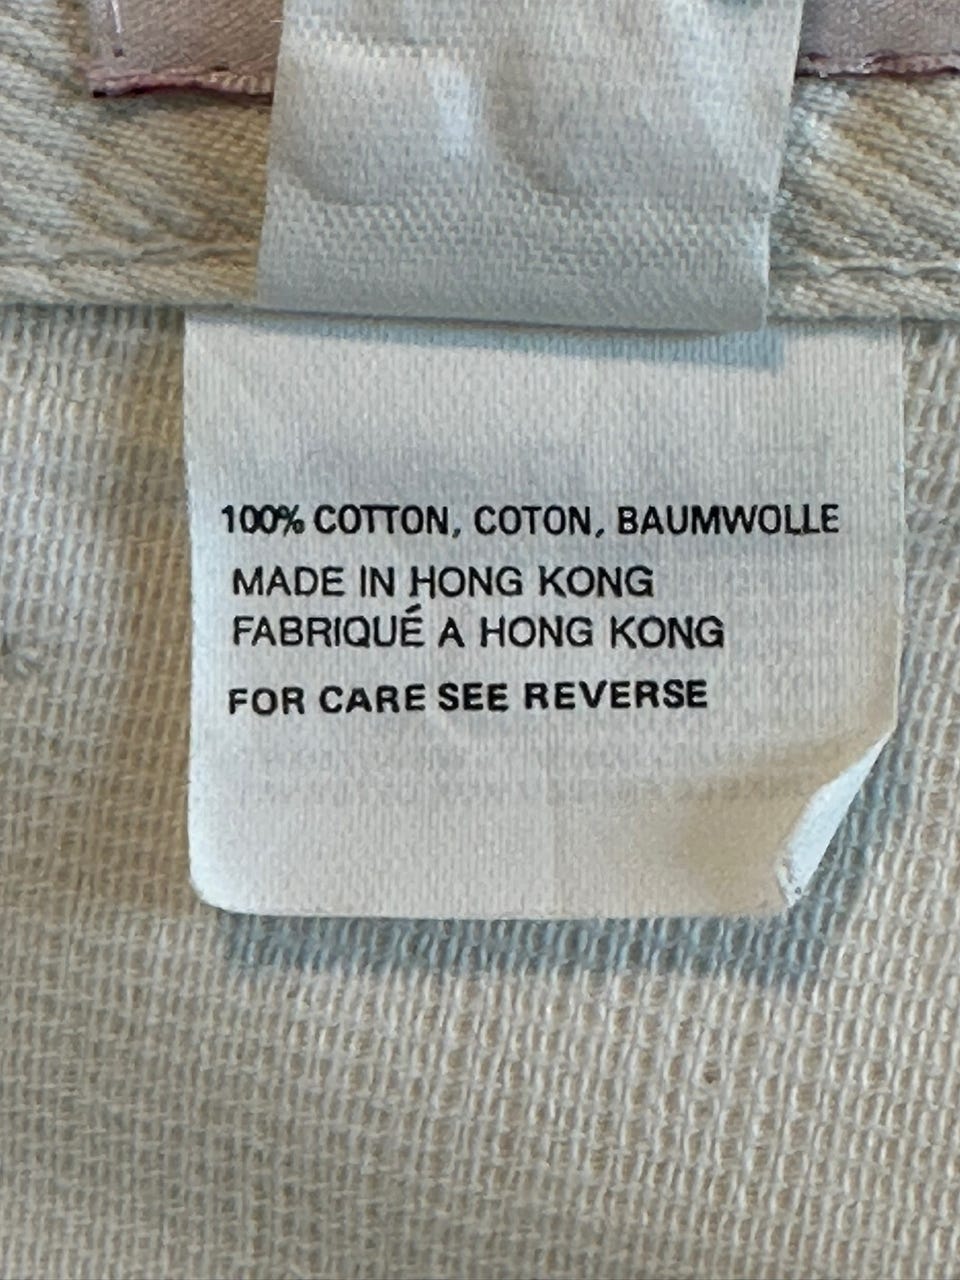 100% COTTON, COTON, BAUMWOLLE
MADE IN HONG KONG
FABRIQUÉ A HONG KONG
FOR CARE SEE REVERSE